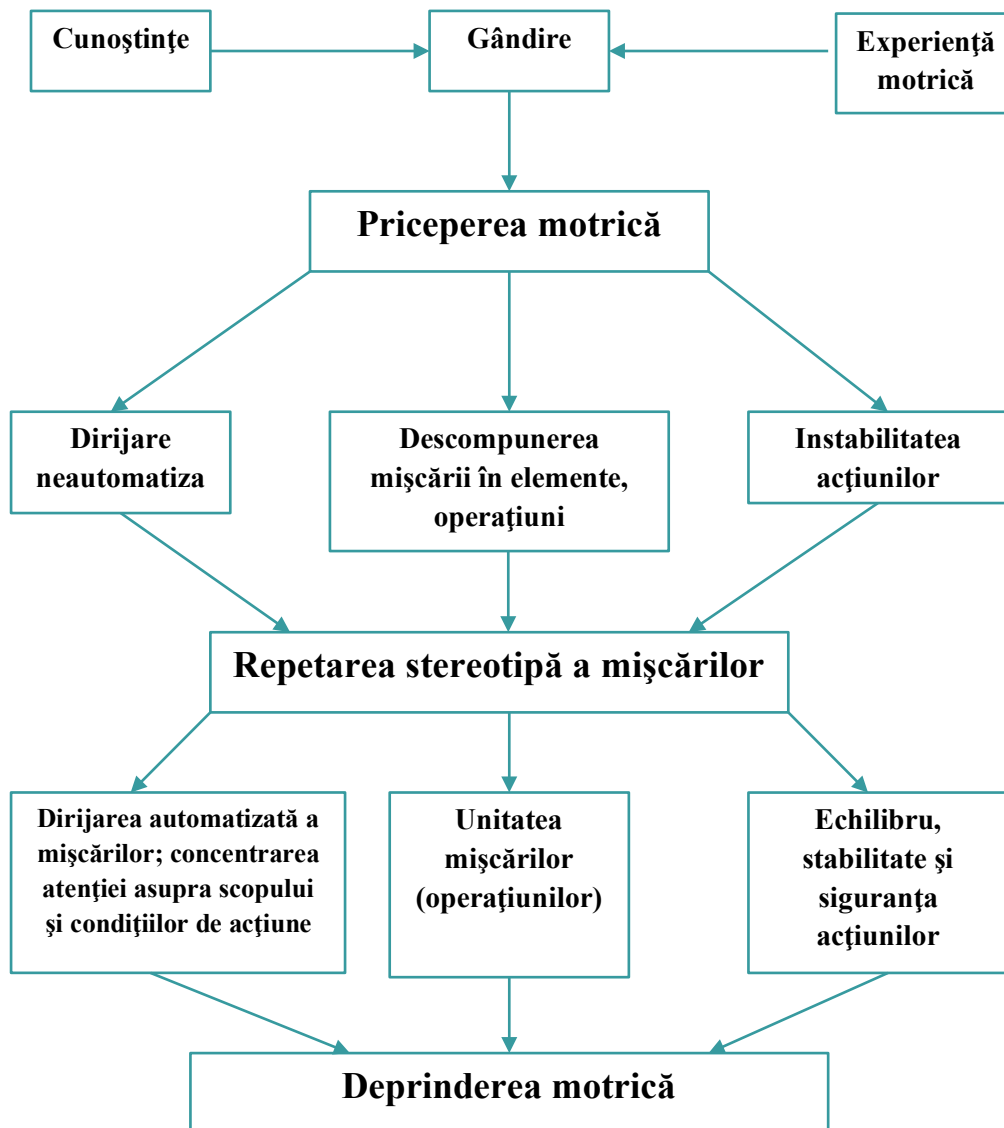 Cunoştinţe
Gândire
Experienţă
motrică
Priceperea motrică
Dirijare
neautomatiza
Descompunerea
mişcării în elemente,
operaţiuni
Instabilitatea
acţiunilor
Repetarea stereotipă a mişcărilor
Dirijarea automatizată a
mişcărilor; concentrarea
atenţiei asupra scopului
şi condiţiilor de acţiune
Unitatea
mişcărilor
(operaţiunilor)
Echilibru,
stabilitate şi
siguranţa
acţiunilor
Deprinderea motrică